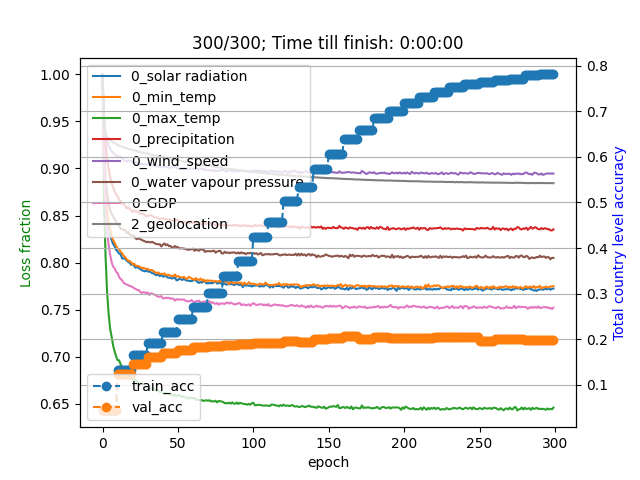 300/300; Time till finish: 0:00:00
1.00
0.95
0.90
0.85
0.80
0.75
0.70
0.65
Loss fraction
0_solar radiation
0_min_temp
0_max_temp
0_precipitation
0_wind_speed
0_water vapour pressure
0_GDP
2_geolocation
train_acc
val_acc
0.8
0.7
0.6
0.5
0.4
0.3
0.2
0.1
Total country level accuracy
0 50 100 150 200 250 300
epoch